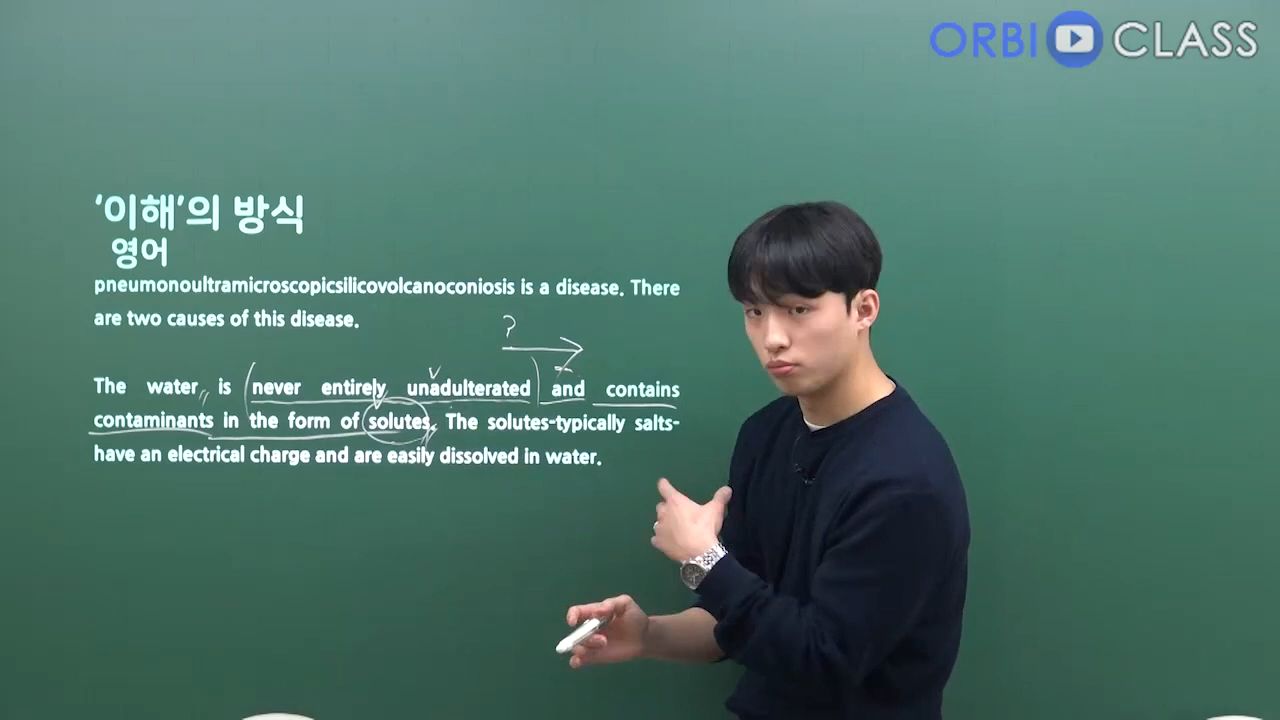 ORBI CLASS
‘이해’의 방식
영어
pneumonoultramicroscopicsilicovolcanoconiosis is a disease. There
are two causes of this disease.
?
The water is never entirely unadulterated and contains
contaminants in the form of solutes. The solutes-typically salts-
have an electrical charge and are easily dissolved in water.